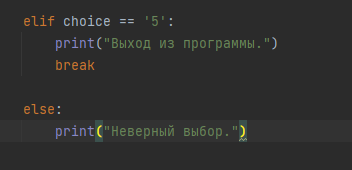 elif choice == '5':
print("Выход из программы.")
break
else:
print("Неверный выбор.")